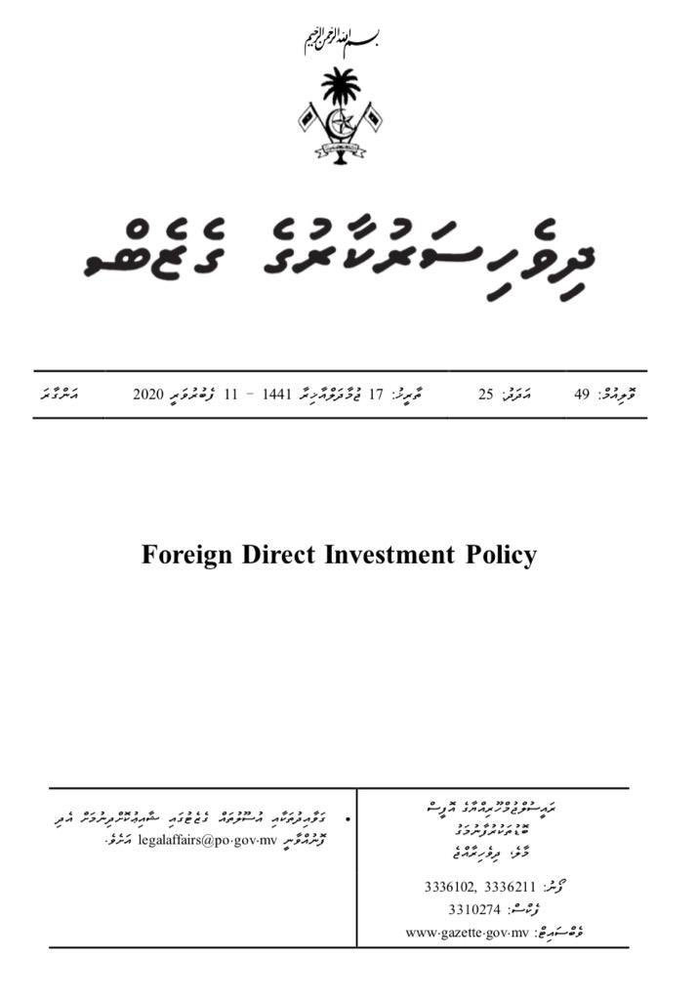 بسم الله الرحمن الرحيم
ދިވެހިސަރުކާރުގެ ގެޒެޓް
ވޮލިއުމް: 49 އަދަދު: 25 ތާރީޚު: 17 ޖުމާދަލްއާޚިރާ 1441 - 11 ފެބުރުވަރީ 2020 އަންގާރަ
Foreign Direct Investment Policy
ރައީސުލްޖުމްހޫރިއްޔާގެ އޮފީސް
ބޮޑުތަކުރުފާނުމަގު
މާލެ، ދިވެހިރާއްޖެ
ފޯނު: 3336211 ,3336102
ފެކްސް: 3310274
ވެބްސައިޓް: www.gazette.gov.mv
• ގަވާއިދުތަކާއި އުސޫލުތައް ގެޒެޓުގައި ޝާއިޢުކޮށްދިނުމަށް އެދި
ފޮނުއްވާނީ legalaffairs@po.gov.mv އަށެވެ.